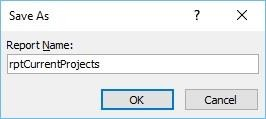 Save As ? ×
Report Name:
rptCurrentProjects
OK Cancel